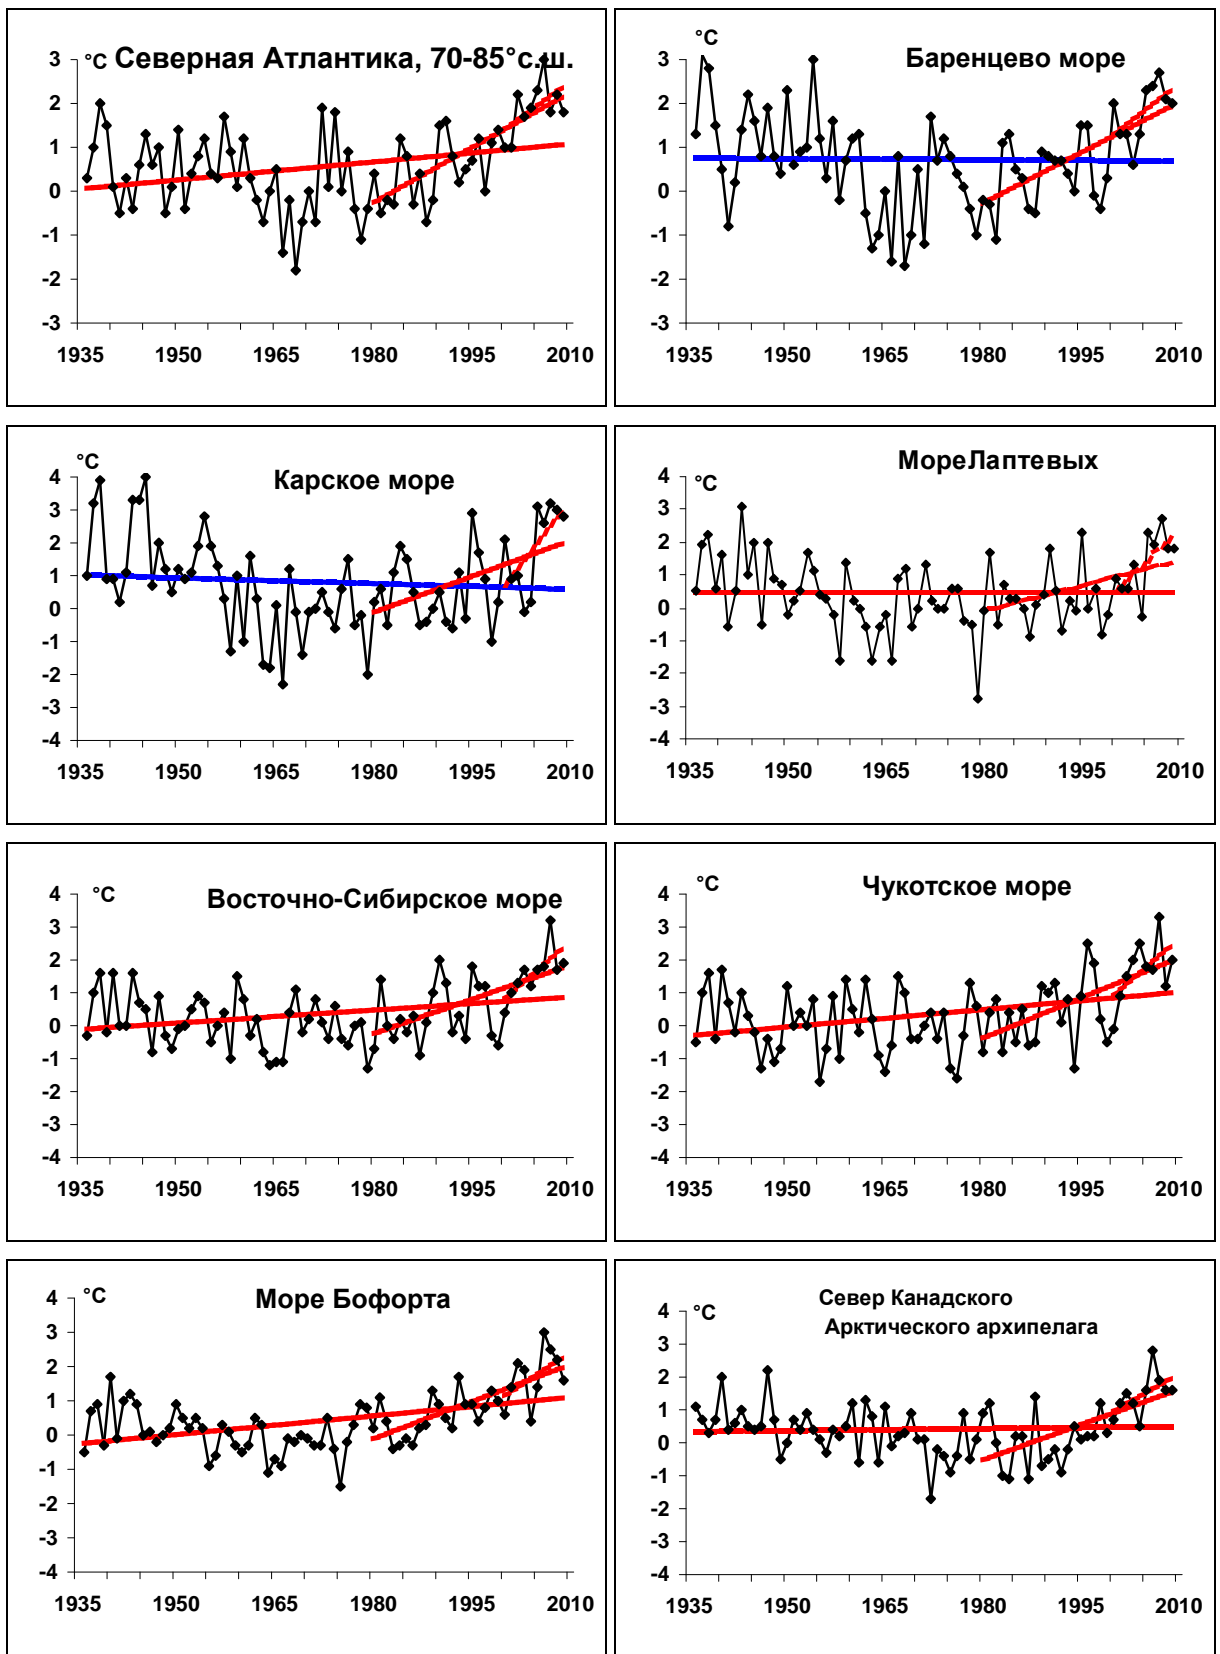 °C Северная Атлантика, 70-85°с.ш.
3
2
1
0
-1
-2
-3
1935 1950 1965 1980 1995 2010
°C
Баренцево море
3
2
1
0
-1
-2
-3
1935 1950 1965 1980 1995 2010
°C
Карское море
4
3
2
1
0
-1
-2
-3
-4
1935 1950 1965 1980 1995 2010
°C
МореЛаптевых
4
3
2
1
0
-1
-2
-3
-4
1935 1950 1965 1980 1995 2010
°C
Восточно-Сибирское море
4
3
2
1
0
-1
-2
-3
-4
1935 1950 1965 1980 1995 2010
°C
Чукотское море
4
3
2
1
0
-1
-2
-3
-4
1935 1950 1965 1980 1995 2010
°C
Море Бофорта
4
3
2
1
0
-1
-2
-3
-4
1935 1950 1965 1980 1995 2010
°C
Север Канадского
Арктического архипелага
4
3
2
1
0
-1
-2
-3
-4
1935 1950 1965 1980 1995 2010